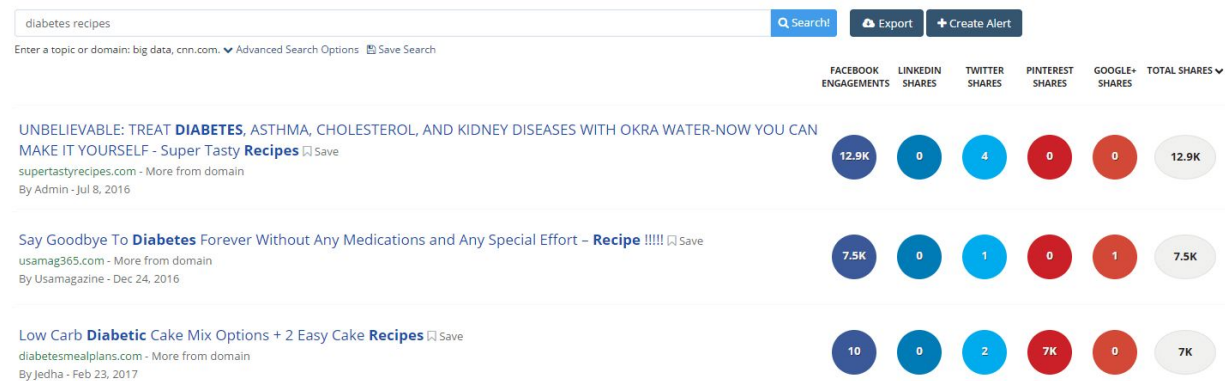 diabetes recipes
Search!
Export
+ Create Alert
Enter a topic or domain: big data, cnn.com. Advanced Search Options Save Search
FACEBOOK ENGAGEMENTS
LINKEDIN SHARES
TWITTER SHARES
PINTEREST SHARES
GOOGLE+ SHARES
TOTAL SHARES
UNBELIEVABLE: TREAT DIABETES, ASTHMA, CHOLESTEROL, AND KIDNEY DISEASES WITH OKRA WATER-NOW YOU CAN
MAKE IT YOURSELF - Super Tasty Recipes Save
supertastyrecipes.com - More from domain
By Admin - Jul 8, 2016
12.9K
0
4
0
0
12.9K
Say Goodbye To Diabetes Forever Without Any Medications and Any Special Effort – Recipe !!!!! Save
usamag365.com - More from domain
By Usamagazine - Dec 24, 2016
7.5K
0
1
0
1
7.5K
Low Carb Diabetic Cake Mix Options + 2 Easy Cake Recipes Save
diabetesmealplans.com - More from domain
By Jedha - Feb 23, 2017
10
0
2
7K
0
7K